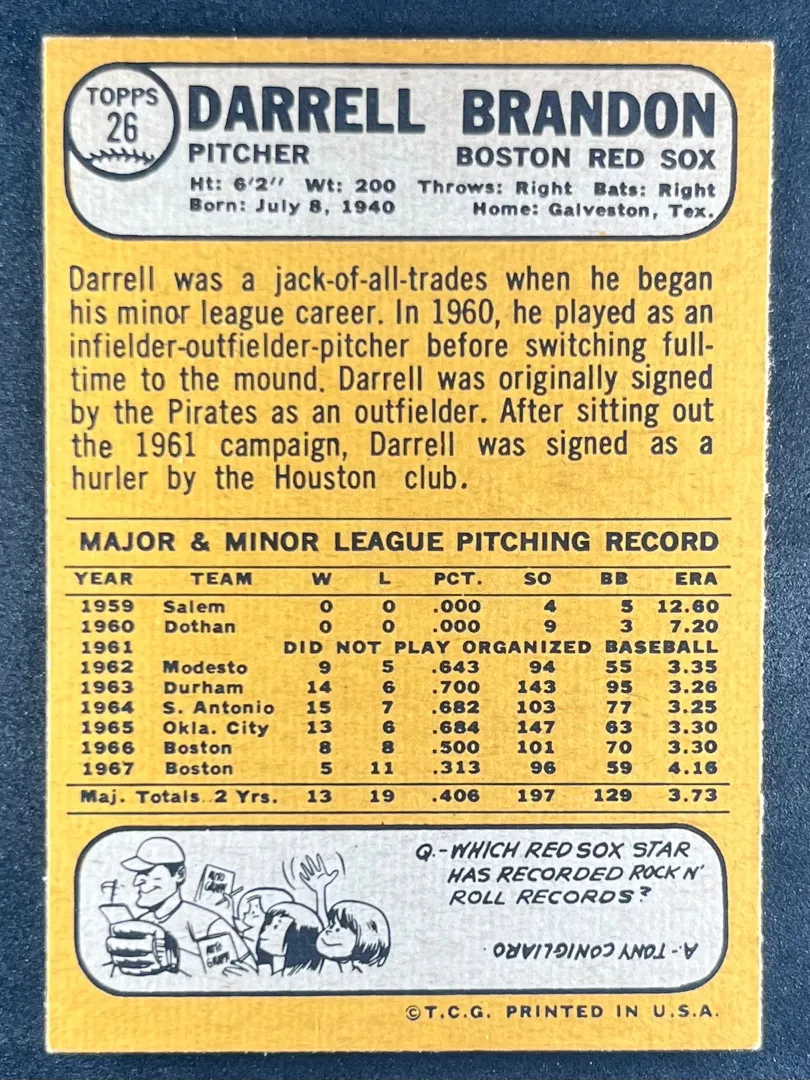 TOPPS
26
DARRELL BRANDON
PITCHER BOSTON RED SOX
Ht: 6'2" Wt: 200 Throws: Right Bats: Right
Born: July 8, 1940 Home: Galveston, Tex.
Darrell was a jack-of-all-trades when he began
his minor league career. In 1960, he played as an
infielder-outfielder-pitcher before switching full-
time to the mound. Darrell was originally signed
by the Pirates as an outfielder. After sitting out
the 1961 campaign, Darrell was signed as a
hurler by the Houston club.
MAJOR & MINOR LEAGUE PITCHING RECORD
YEAR TEAM W L PCT. SO BB ERA
1959 Salem 0 0 .000 4 5 12.60
1960 Dothan 0 0 .000 9 3 7.20
1961 DID NOT PLAY ORGANIZED BASEBALL
1962 Modesto 9 5 .643 94 55 3.35
1963 Durham 14 6 .700 143 95 3.26
1964 S. Antonio 15 7 .682 103 77 3.25
1965 Okla. City 13 6 .684 147 63 3.30
1966 Boston 8 8 .500 101 70 3.30
1967 Boston 5 11 .313 96 59 4.16
Maj. Totals 2 Yrs. 13 19 .406 197 129 3.73
AUTO
GRAPH
AUTO
GRAPH
Q.-WHICH RED SOX STAR
HAS RECORDED ROCK N'
ROLL RECORDS?
A.-TONY CONIGLIARO
©T.C.G. PRINTED IN U.S.A.